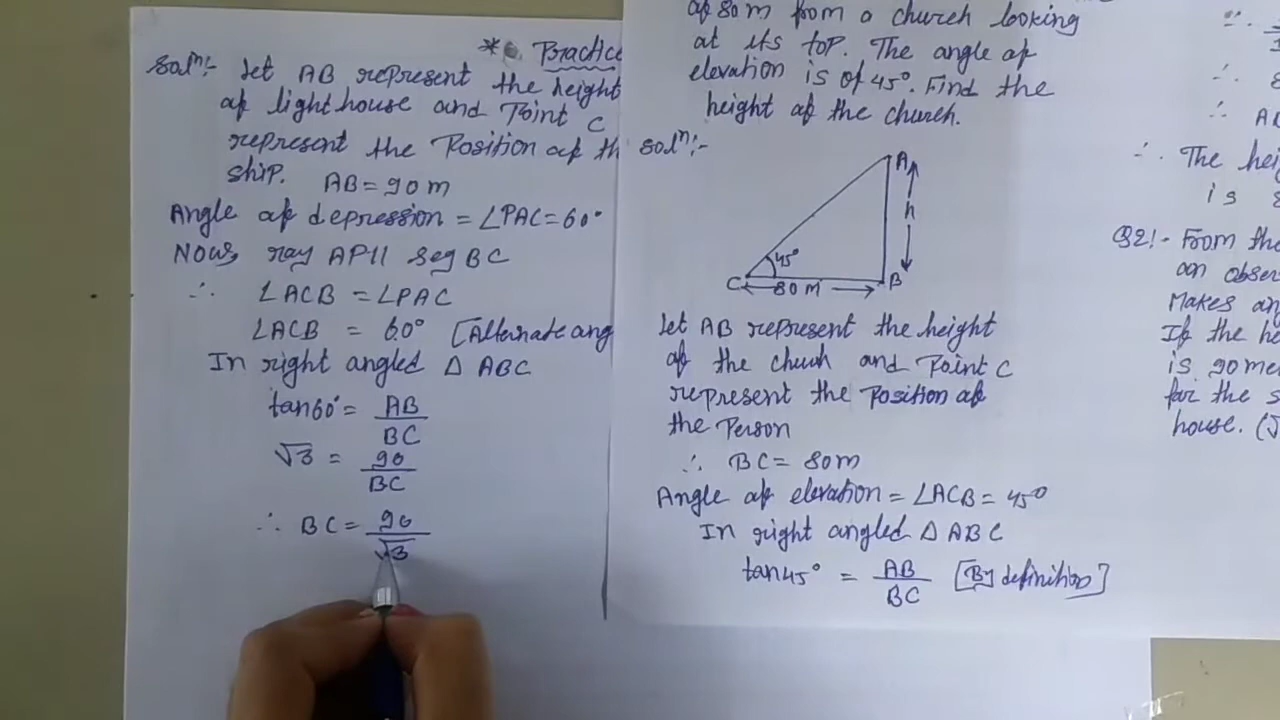 * Practice
Solⁿ:- Let AB represent the height
of lighthouse and Point C
represent the Position of th
ship. AB = 90 m
Angle of depression = ∠PAC = 60°
Now, ray AP || seg BC
∴ ∠ACB = ∠PAC
∠ACB = 60° [Alternate ang
In right angled Δ ABC
tan60° = AB
BC
√3 = 90
BC
∴ BC = 90
√3
of 80 m from a church looking
at its top. The angle of
elevation is of 45°. Find the
height of the church.
Solⁿ:-
A
h
45°
C 80 m B
Let AB represent the height
of the chuch and Point C
represent the Position of
the Person
∴ BC = 80m
Angle of elevation = ∠ACB = 45°
In right angled Δ ABC
tan45° = AB [By definition]
BC
∴ The hei
is 8
Q2:- From the
an obser
Makes an
If the he
is 90 me
for the s
house. (√